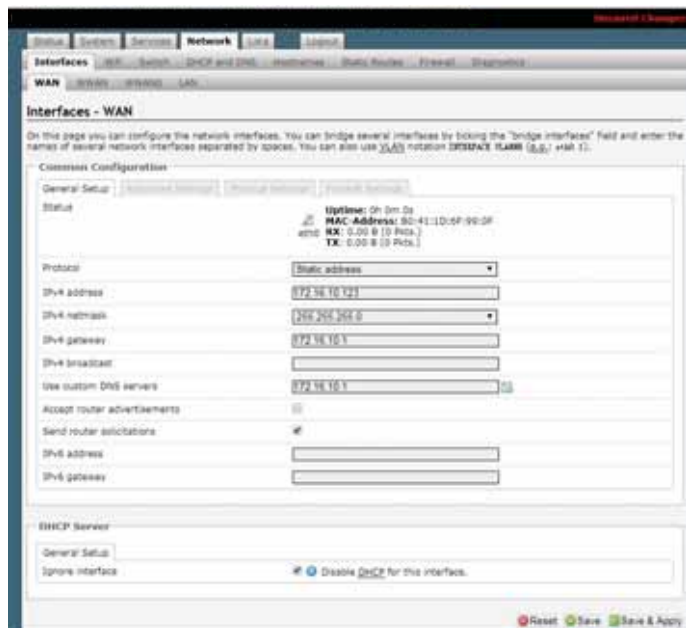 Unsaved Changes
Status System Services Network Logout
Interfaces Wifi Switch DHCP and DNS Hostnames Static Routes Firewall Diagnostics
WAN LAN
Interfaces - WAN
On this page you can configure the network interfaces. You can bridge several interfaces by ticking the "bridge interfaces" field and enter the
names of several network interfaces separated by spaces. You can also use VLAN notation INTERFACE.VLANNR (e.g.: eth0.1).
Common Configuration
General Setup Advanced Settings Physical Settings Firewall Settings
Status
Uptime: 0h 0m 0s
MAC-Address: B0:41:1D:6F:99:0F
RX: 0.00 B (0 Pkts.)
TX: 0.00 B (0 Pkts.)
Protocol Static address
IPv4 address 172.16.10.123
IPv4 netmask 255.255.255.0
IPv4 gateway 172.16.10.1
IPv4 broadcast
Use custom DNS servers 172.16.10.1
Accept router advertisements
Send router solicitations
IPv6 address
IPv6 gateway
DHCP Server
General Setup
Ignore interface Disable DHCP for this interface.
Reset Save Save & Apply